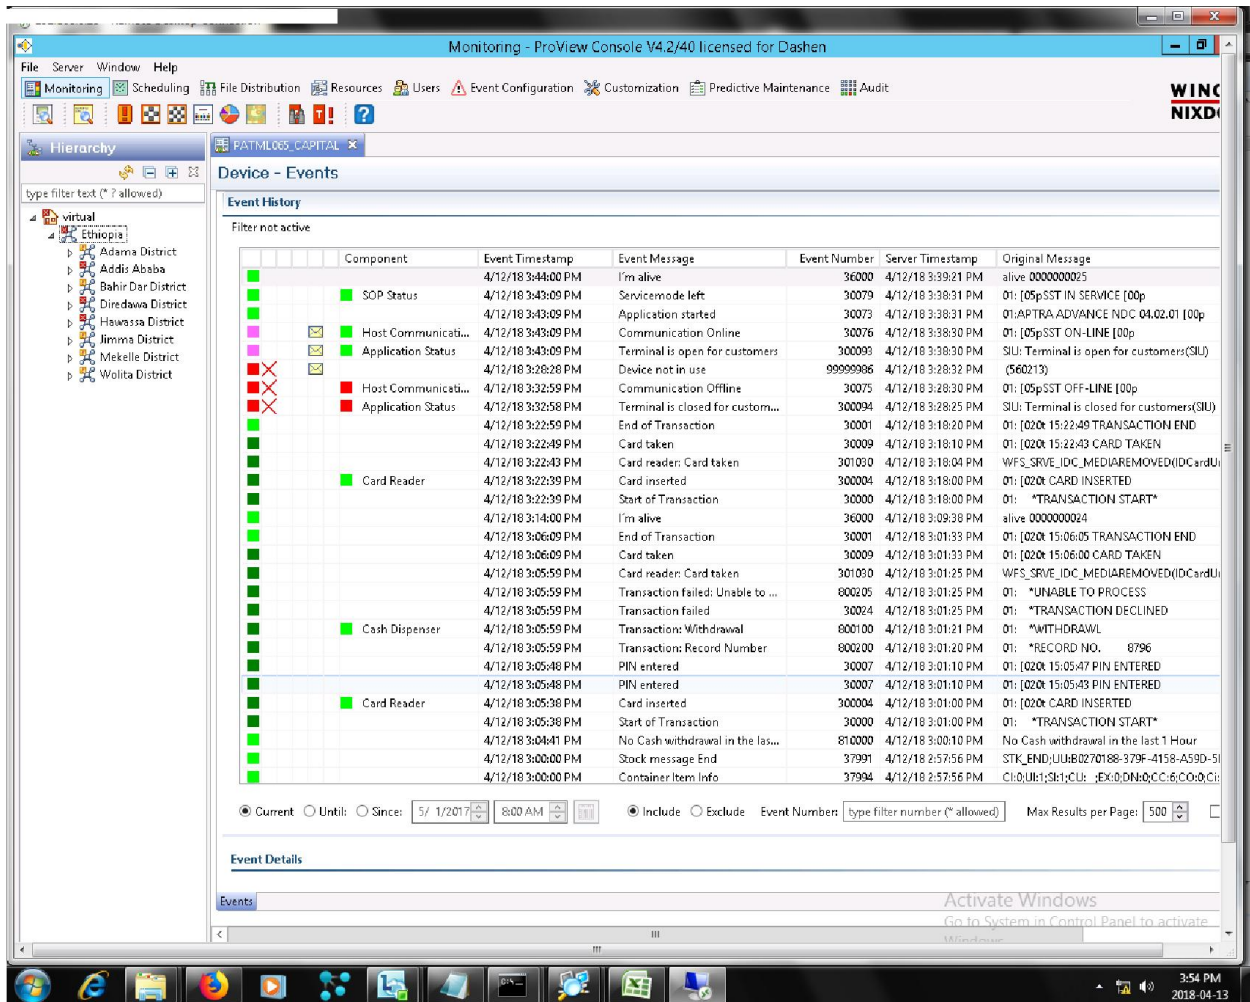 Monitoring - ProView Console V4.2/40 licensed for Dashen
File Server Window Help
Monitoring Scheduling File Distribution Resources Users Event Configuration Customization Predictive Maintenance Audit
WINC
NIXD
Hierarchy
PATML065_CAPITAL
Device - Events
type filter text (* ? allowed)
Event History
virtual
Ethiopia
Adama District
Addis Ababa
Bahir Dar District
Diredawa District
Hawassa District
Jimma District
Mekelle District
Wolita District
Filter not active
Component Event Timestamp Event Message Event Number Server Timestamp Original Message
4/12/18 3:44:00 PM I'm alive 36000 4/12/18 3:39:21 PM alive 0000000025
SOP Status 4/12/18 3:43:09 PM Servicemode left 30079 4/12/18 3:38:31 PM 01: [05pSST IN SERVICE [00p
4/12/18 3:43:09 PM Application started 30073 4/12/18 3:38:31 PM 01:APTRA ADVANCE NDC 04.02.01 [00p
Host Communicati... 4/12/18 3:43:09 PM Communication Online 30076 4/12/18 3:38:30 PM 01: [05pSST ON-LINE [00p
Application Status 4/12/18 3:43:09 PM Terminal is open for customers 300093 4/12/18 3:38:30 PM SIU: Terminal is open for customers(SIU)
4/12/18 3:28:28 PM Device not in use 99999986 4/12/18 3:28:32 PM (560213)
Host Communicati... 4/12/18 3:32:59 PM Communication Offline 30075 4/12/18 3:28:30 PM 01: [05pSST OFF-LINE [00p
Application Status 4/12/18 3:32:58 PM Terminal is closed for custom... 300094 4/12/18 3:28:25 PM SIU: Terminal is closed for customers(SIU)
4/12/18 3:22:59 PM End of Transaction 30001 4/12/18 3:18:20 PM 01: [020t 15:22:49 TRANSACTION END
4/12/18 3:22:49 PM Card taken 30009 4/12/18 3:18:10 PM 01: [020t 15:22:43 CARD TAKEN
4/12/18 3:22:43 PM Card reader: Card taken 301030 4/12/18 3:18:04 PM WFS_SRVE_IDC_MEDIAREMOVED(IDCardU
Card Reader 4/12/18 3:22:39 PM Card inserted 300004 4/12/18 3:18:00 PM 01: [020t CARD INSERTED
4/12/18 3:22:39 PM Start of Transaction 30000 4/12/18 3:18:00 PM 01: *TRANSACTION START*
4/12/18 3:14:00 PM I'm alive 36000 4/12/18 3:09:38 PM alive 0000000024
4/12/18 3:06:09 PM End of Transaction 30001 4/12/18 3:01:33 PM 01: [020t 15:06:05 TRANSACTION END
4/12/18 3:06:09 PM Card taken 30009 4/12/18 3:01:33 PM 01: [020t 15:06:00 CARD TAKEN
4/12/18 3:05:59 PM Card reader: Card taken 301030 4/12/18 3:01:25 PM WFS_SRVE_IDC_MEDIAREMOVED(IDCardU
4/12/18 3:05:59 PM Transaction failed: Unable to ... 800205 4/12/18 3:01:25 PM 01: *UNABLE TO PROCESS
4/12/18 3:05:59 PM Transaction failed 30024 4/12/18 3:01:25 PM 01: *TRANSACTION DECLINED
Cash Dispenser 4/12/18 3:05:59 PM Transaction: Withdrawal 800100 4/12/18 3:01:21 PM 01: *WITHDRAWL
4/12/18 3:05:59 PM Transaction: Record Number 800200 4/12/18 3:01:20 PM 01: *RECORD NO. 8796
4/12/18 3:05:48 PM PIN entered 30007 4/12/18 3:01:10 PM 01: [020t 15:05:47 PIN ENTERED
4/12/18 3:05:48 PM PIN entered 30007 4/12/18 3:01:10 PM 01: [020t 15:05:43 PIN ENTERED
Card Reader 4/12/18 3:05:38 PM Card inserted 300004 4/12/18 3:01:00 PM 01: [020t CARD INSERTED
4/12/18 3:05:38 PM Start of Transaction 30000 4/12/18 3:01:00 PM 01: *TRANSACTION START*
4/12/18 3:04:41 PM No Cash withdrawal in the las... 810000 4/12/18 3:00:10 PM No Cash withdrawal in the last 1 Hour
4/12/18 3:00:00 PM Stock message End 37991 4/12/18 2:57:56 PM STK_END;UU:B0270188-379F-4158-A59D-5
4/12/18 3:00:00 PM Container Item Info 37994 4/12/18 2:57:56 PM CI:0;UI:1;SI:1;CU: ;EX:0;DN:0;CC:6;CO:0;Ci:
Current Until: Since: 5/ 1/2017 8:00 AM Include Exclude Event Number: type filter number (* allowed) Max Results per Page: 500
Event Details
Events
Activate Windows
Go to System in Control Panel to activate
Windows.
3:54 PM
2018-04-13